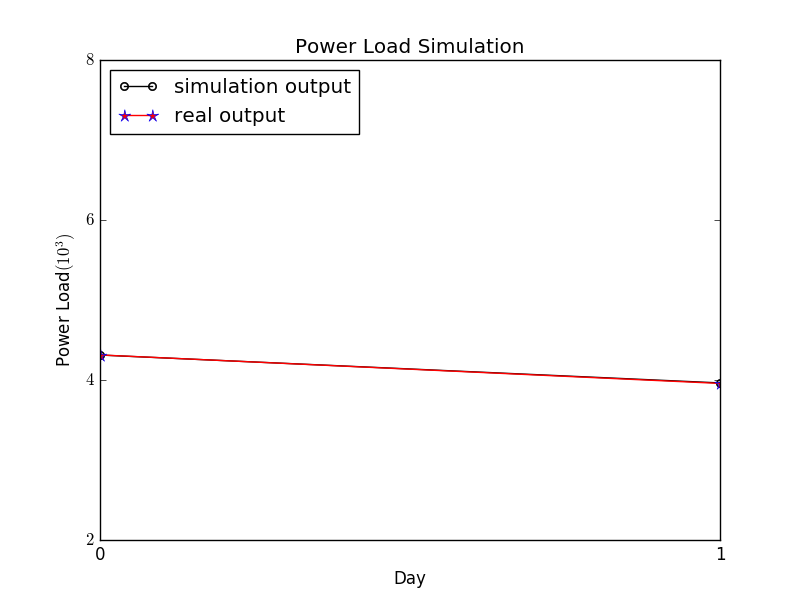 Power Load Simulation
simulation output
real output
8
6
4
2
Power Load(10³)
0
1
Day